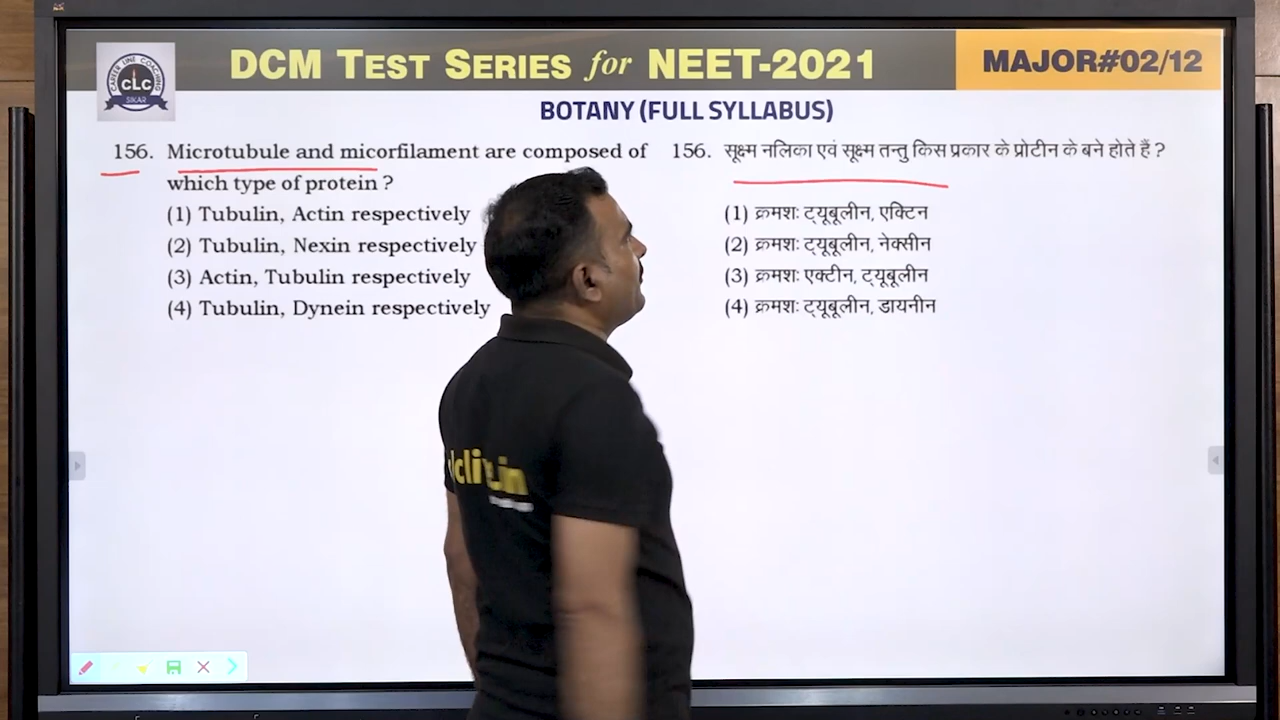 DCM TEST SERIES for NEET-2021
MAJOR#02/12
CAREER LINE COACHING
CLC
SIKAR
BOTANY (FULL SYLLABUS)
156. Microtubule and micorfilament are composed of
which type of protein ?
(1) Tubulin, Actin respectively
(2) Tubulin, Nexin respectively
(3) Actin, Tubulin respectively
(4) Tubulin, Dynein respectively
156. सूक्ष्म नलिका एवं सूक्ष्म तन्तु किस प्रकार के प्रोटीन के बने होते हैं ?
(1) क्रमशः ट्यूबूलीन, एक्टिन
(2) क्रमशः ट्यूबूलीन, नेक्सीन
(3) क्रमशः एक्टीन, ट्यूबूलीन
(4) क्रमशः ट्यूबूलीन, डायनीन